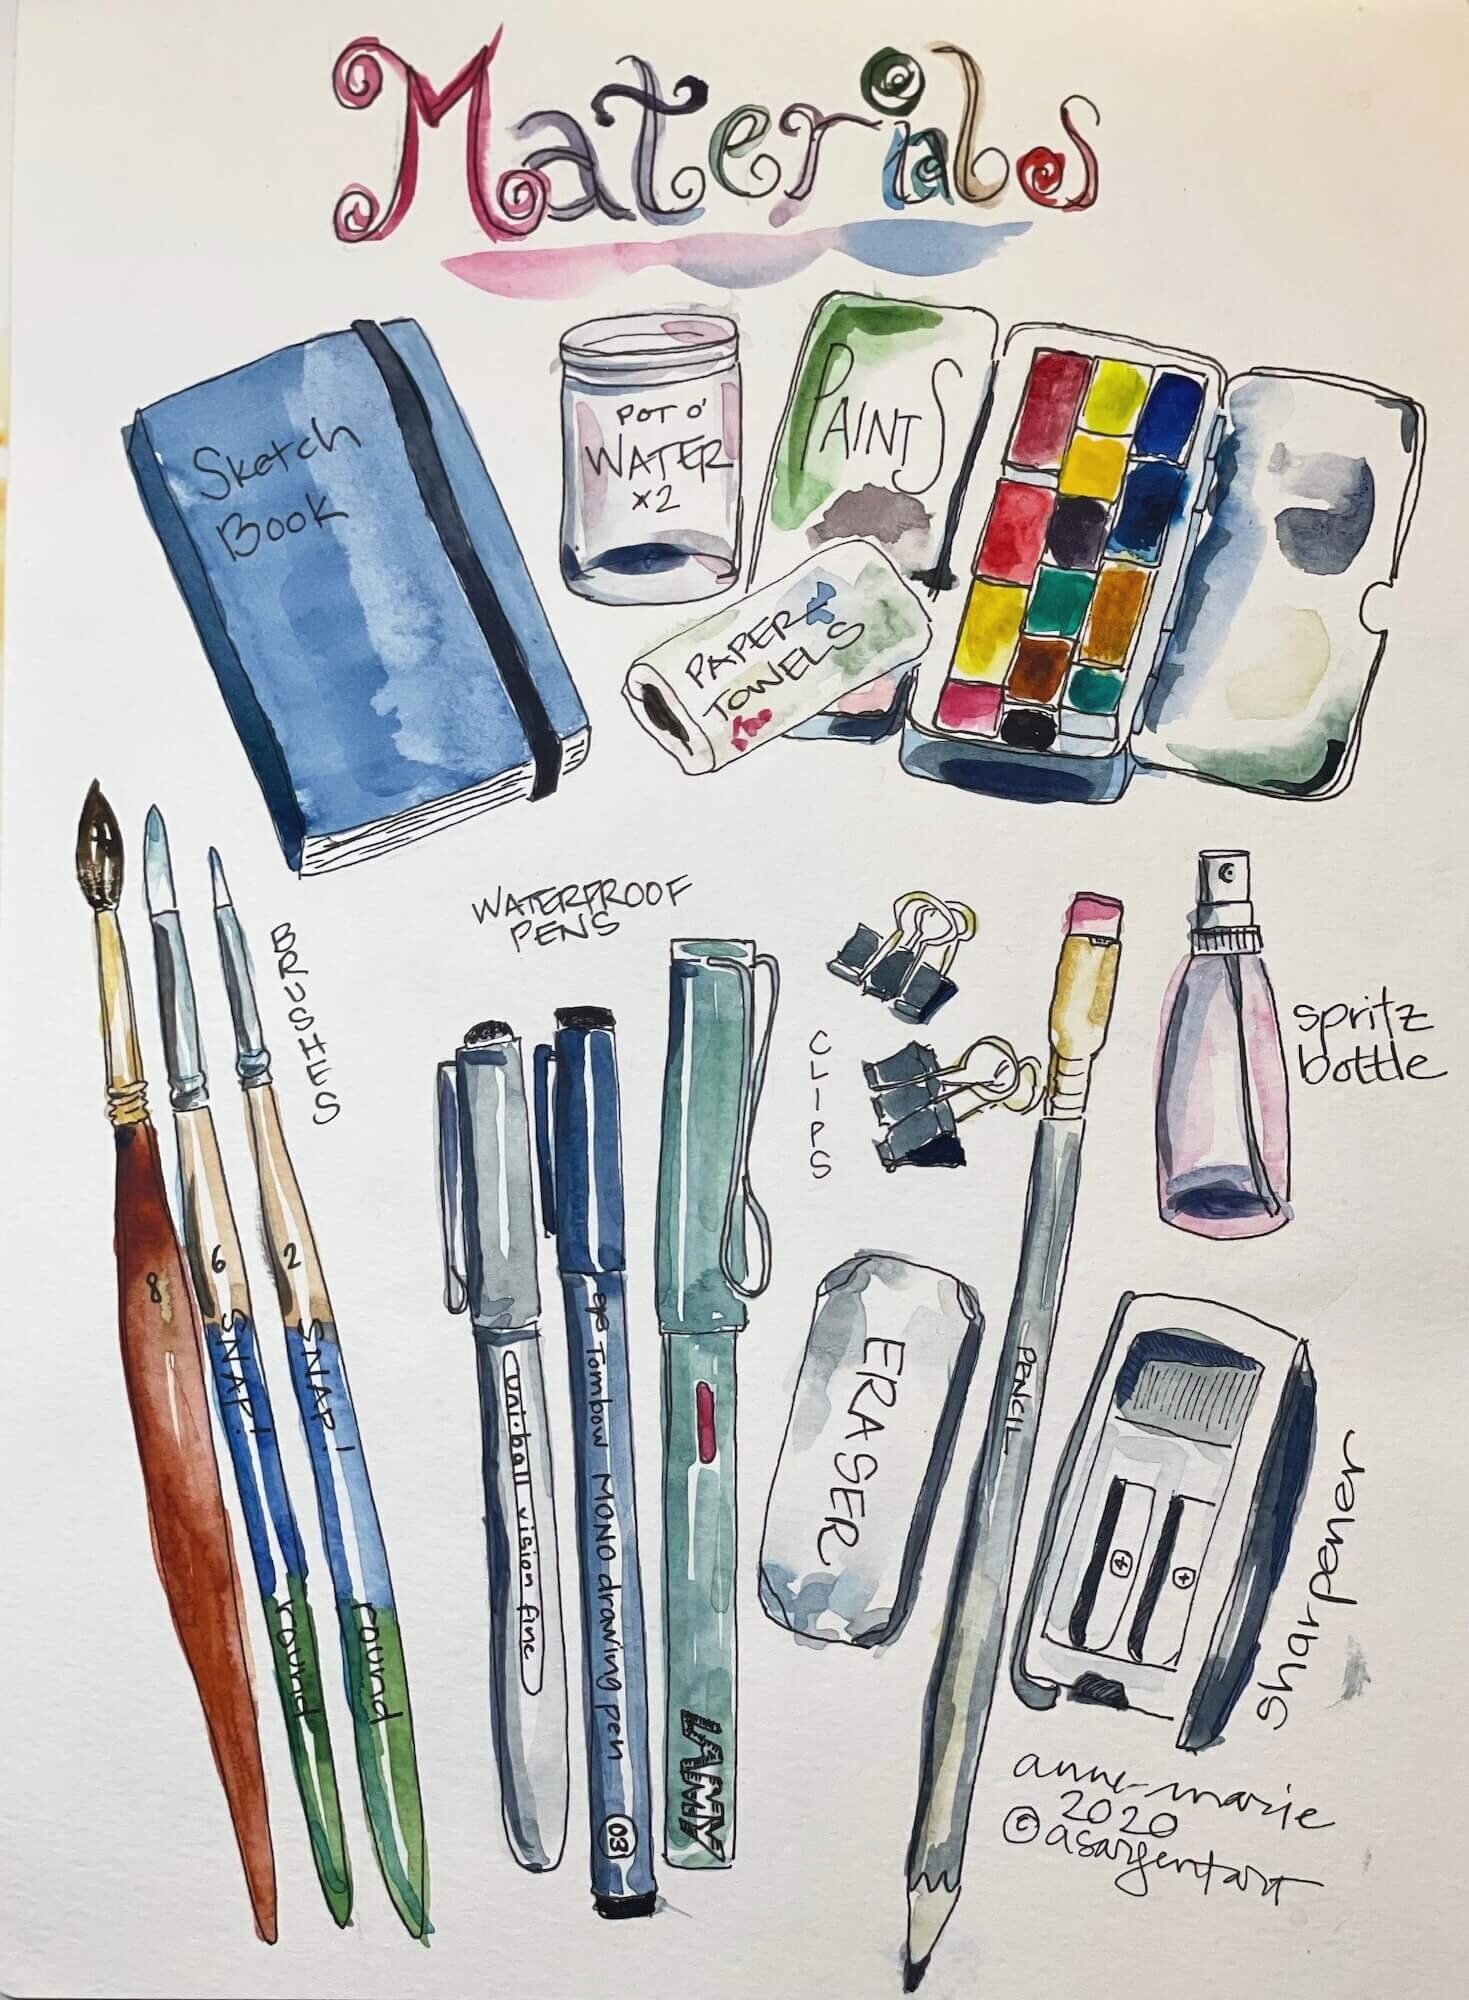 Materials
Sketch
Book
POT O'
WATER
x2
PAINTS
PAPER
TOWELS
BRUSHES
8
6
SNAP!
round
2
SNAP!
round
WATERPROOF
PENS
uni-ball vision fine
Tombow MONO drawing pen
03
LAMY
CLIPS
PENCIL
spritz
bottle
ERASER
sharpener
anne-marie
2020
©asargentart